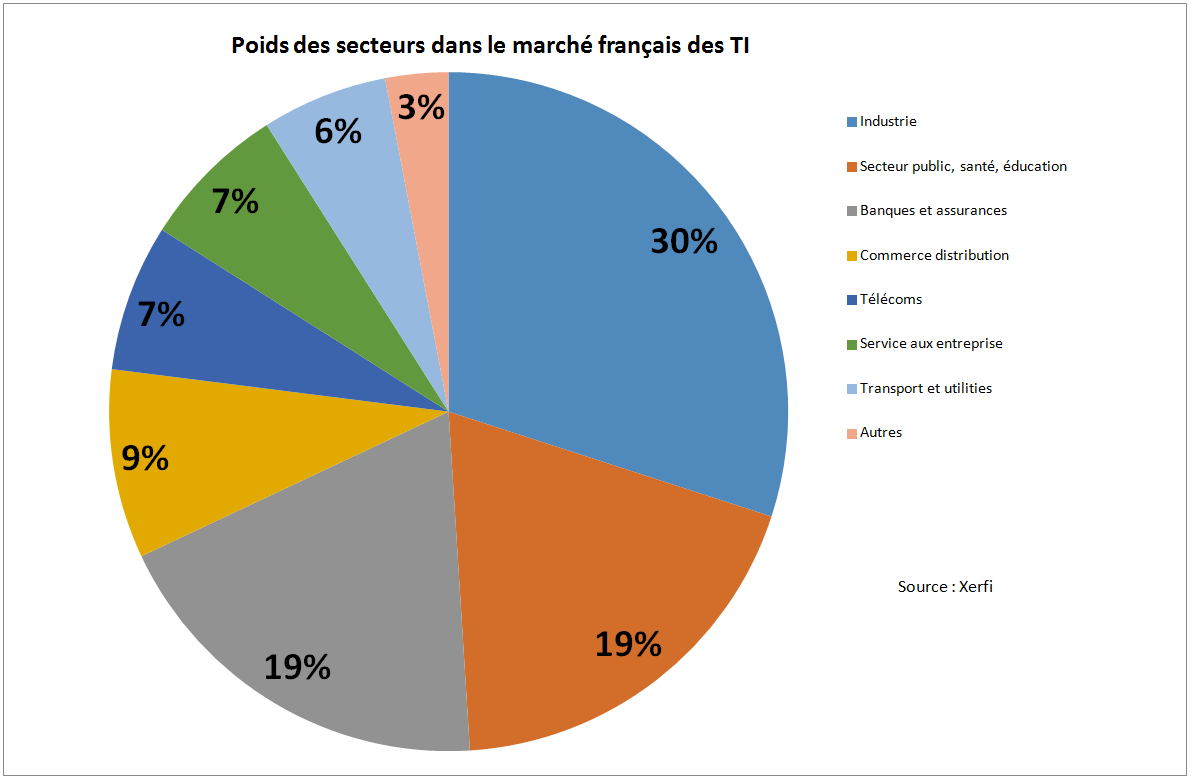 Poids des secteurs dans le marché français des TI
3%
6%
7%
30%
7%
9%
19%
19%
Industrie
Secteur public, santé, éducation
Banques et assurances
Commerce distribution
Télécoms
Service aux entreprise
Transport et utilities
Autres
Source : Xerfi